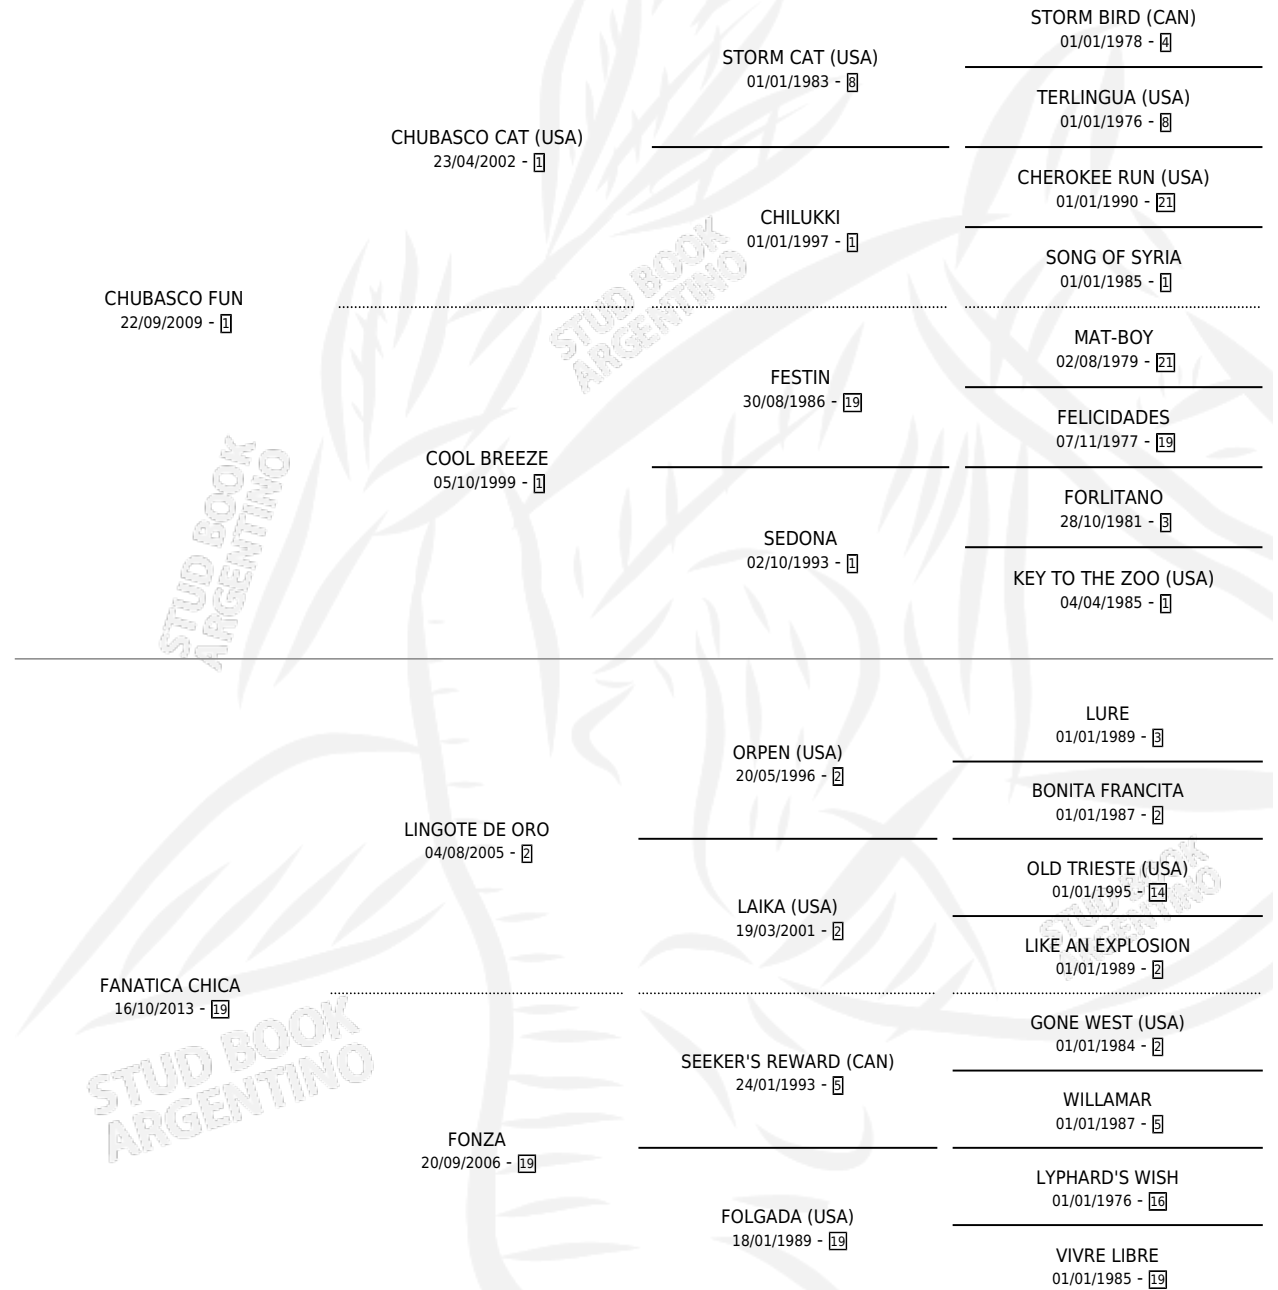 STORM BIRD (CAN)
01/01/1978 - 4
STORM CAT (USA)
01/01/1983 - 8
TERLINGUA (USA)
01/01/1976 - 8
CHUBASCO CAT (USA)
23/04/2002 - 1
CHEROKEE RUN (USA)
01/01/1990 - 21
CHILUKKI
01/01/1997 - 1
SONG OF SYRIA
01/01/1985 - 1
CHUBASCO FUN
22/09/2009 - 1
MAT-BOY
02/08/1979 - 21
FESTIN
30/08/1986 - 19
FELICIDADES
07/11/1977 - 19
COOL BREEZE
05/10/1999 - 1
FORLITANO
28/10/1981 - 3
SEDONA
02/10/1993 - 1
KEY TO THE ZOO (USA)
04/04/1985 - 1
LURE
01/01/1989 - 3
ORPEN (USA)
20/05/1996 - 2
BONITA FRANCITA
01/01/1987 - 2
LINGOTE DE ORO
04/08/2005 - 2
OLD TRIESTE (USA)
01/01/1995 - 14
LAIKA (USA)
19/03/2001 - 2
LIKE AN EXPLOSION
01/01/1989 - 2
FANATICA CHICA
16/10/2013 - 19
GONE WEST (USA)
01/01/1984 - 2
SEEKER'S REWARD (CAN)
24/01/1993 - 5
WILLAMAR
01/01/1987 - 5
FONZA
20/09/2006 - 19
LYPHARD'S WISH
01/01/1976 - 16
FOLGADA (USA)
18/01/1989 - 19
VIVRE LIBRE
01/01/1985 - 19
STUD BOOK
ARGENTINO
STUD BOOK
ARGENTINO
STUD BOOK
ARGENTINO
STUD BOOK
ARGENTINO